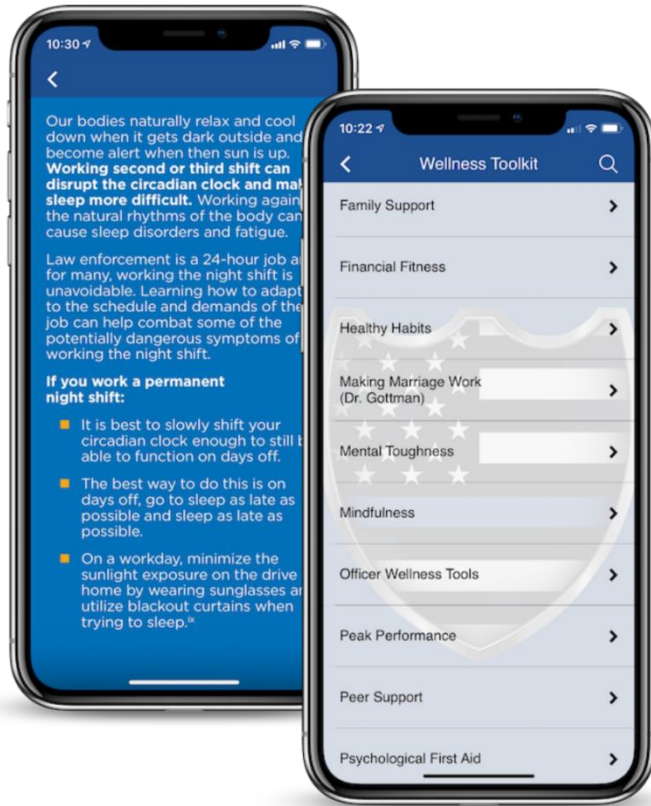 10:30
Our bodies naturally relax and cool
down when it gets dark outside and
become alert when then sun is up.
Working second or third shift can
disrupt the circadian clock and
sleep more difficult. Working
the natural rhythms of the body can
cause sleep disorders and fatigue.
Law enforcement is a 24-hour job
for many, working the night shift is
unavoidable. Learning how to adapt
to the schedule and demands of the
job can help combat some of the
potentially dangerous symptoms of
working the night shift.
If you work a permanent
night shift:
It is best to slowly shift your
circadian clock enough to still
able to function on days off.
The best way to do this is on
days off, go to sleep as late as
possible and sleep as late as
possible.
On a workday, minimize the
sunlight exposure on the drive
home by wearing sunglasses
utilize blackout curtains when
trying to sleep.ix
10:22
Wellness Toolkit
Family Support
Financial Fitness
Healthy Habits
Making Marriage Work
(Dr. Gottman)
Mental Toughness
Mindfulness
Officer Wellness Tools
Peak Performance
Peer Support
Psychological First Aid